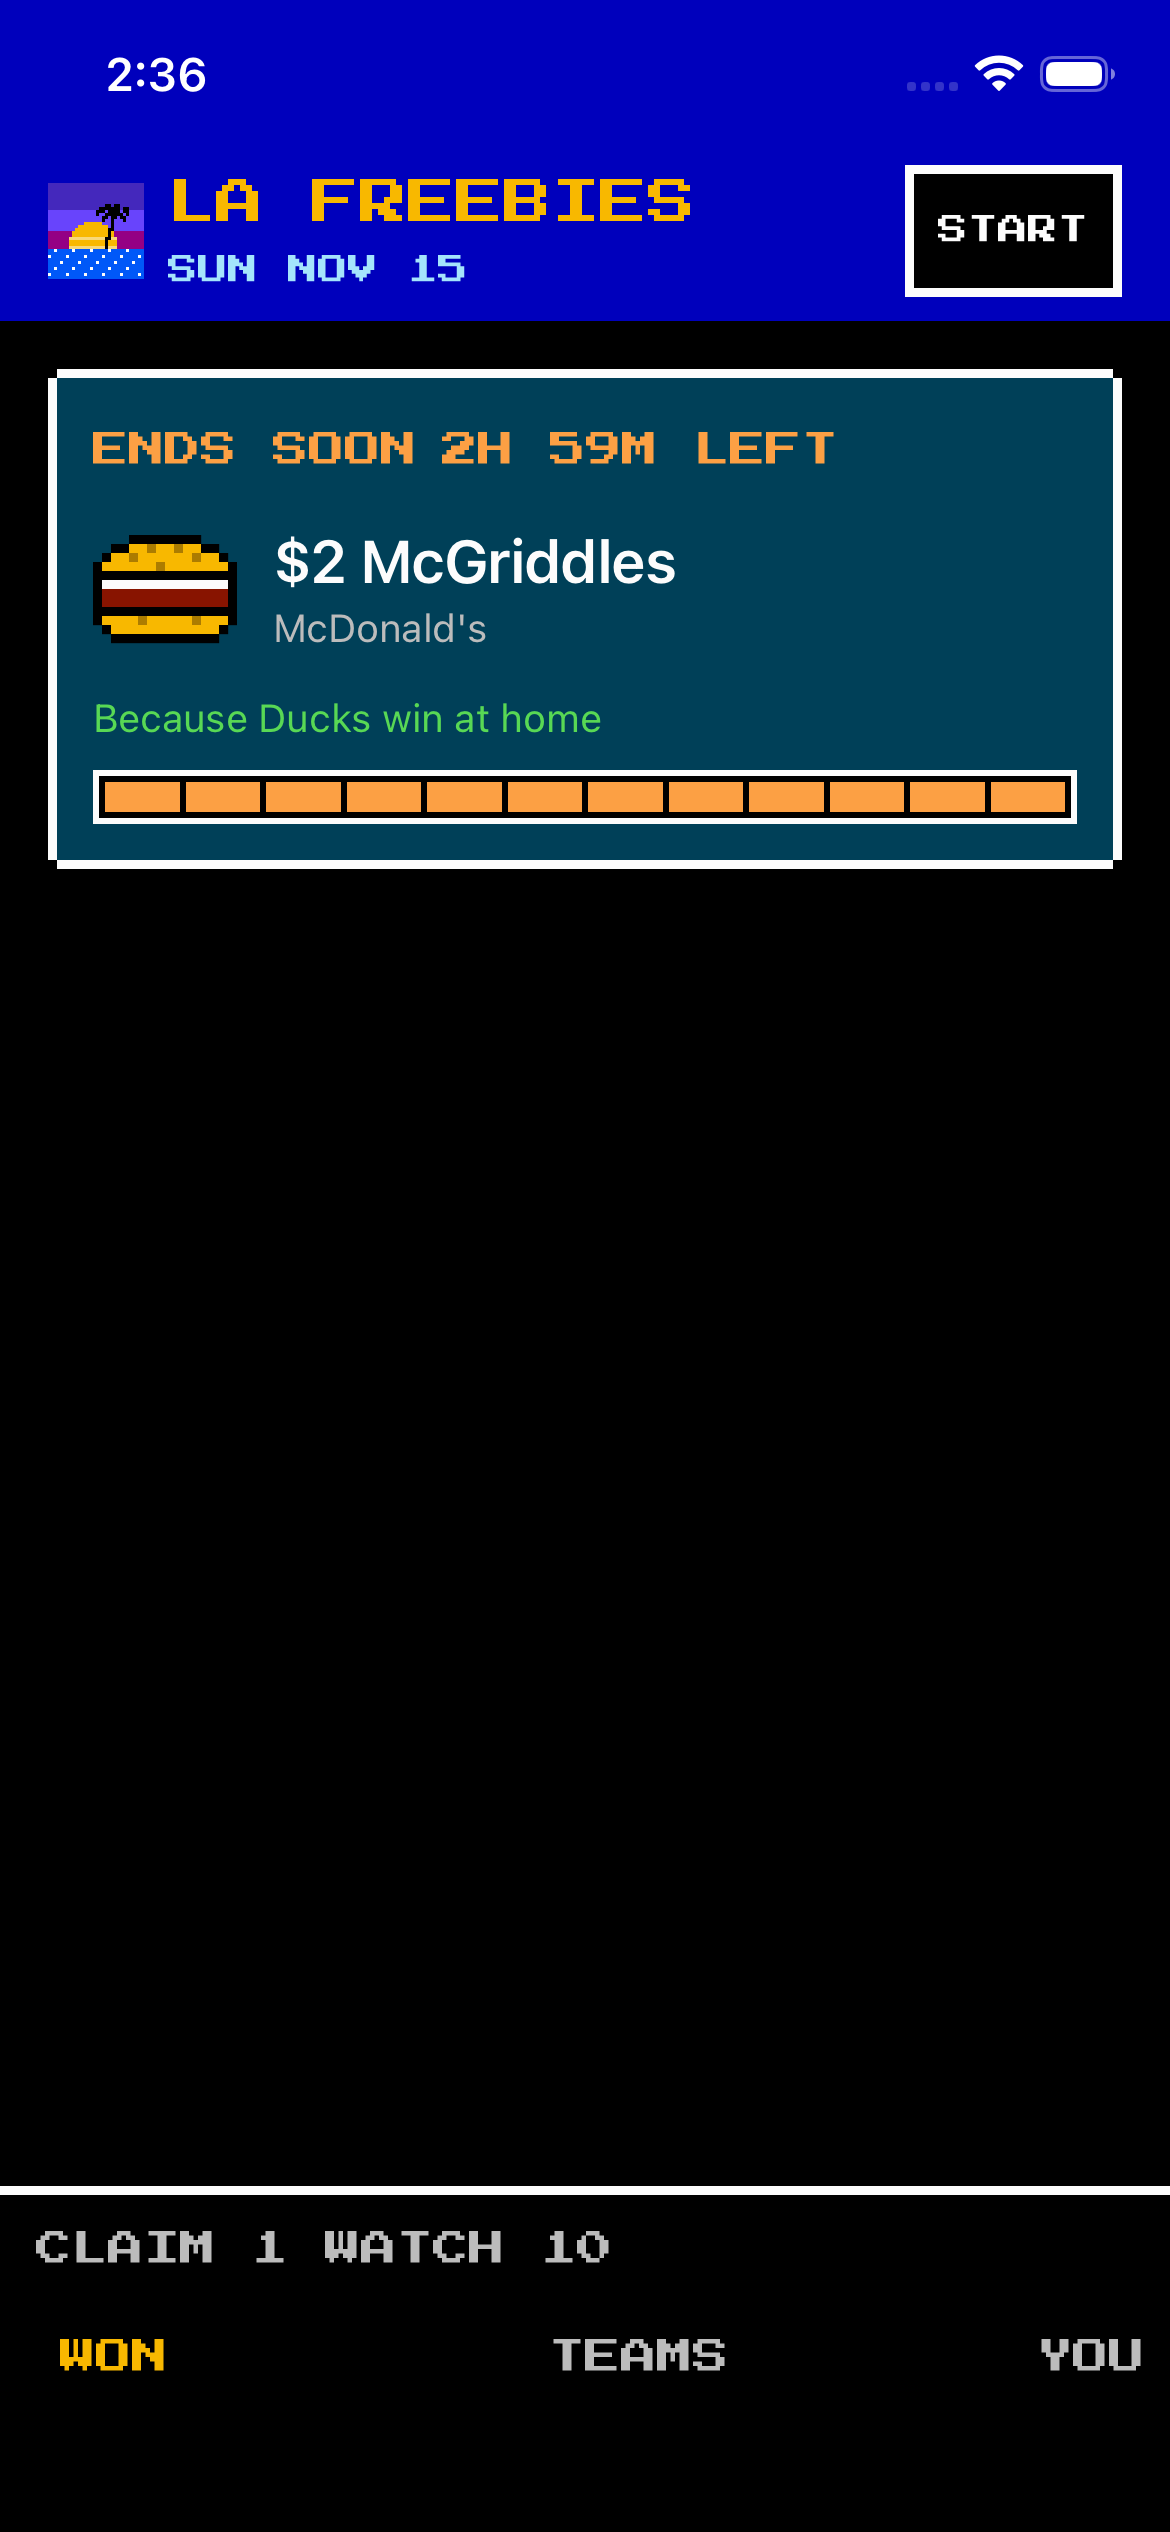 2:36
LA FREEBIES
SUN NOV 15
START
ENDS SOON 2H 59M LEFT
$2 McGriddles
McDonald's
Because Ducks win at home
CLAIM 1 WATCH 10
WON TEAMS YOU